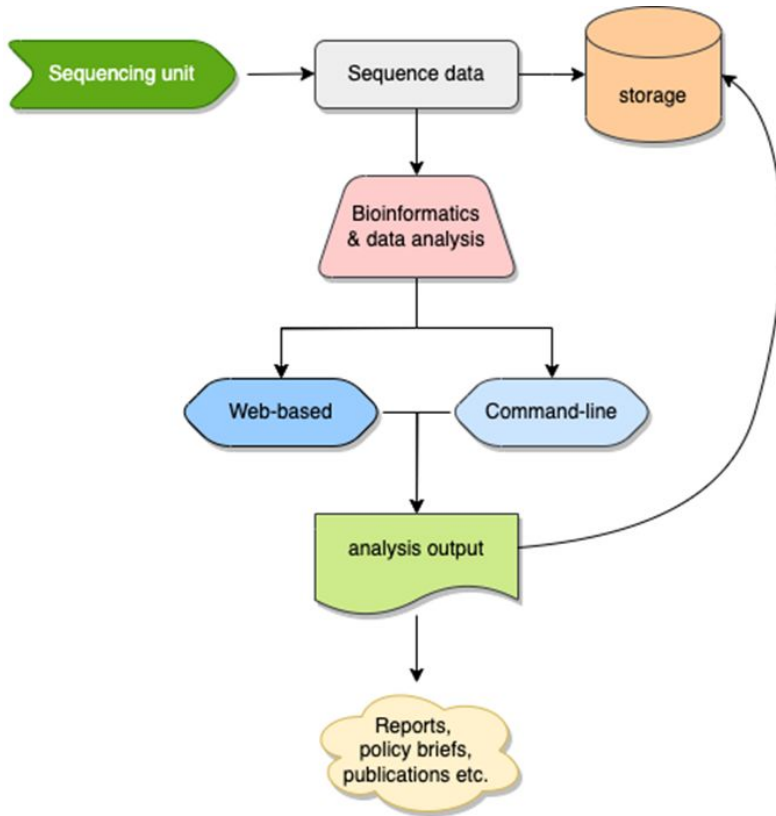 Sequencing unit
Sequence data
storage
Bioinformatics
& data analysis
Web-based
Command-line
analysis output
Reports,
policy briefs,
publications etc.